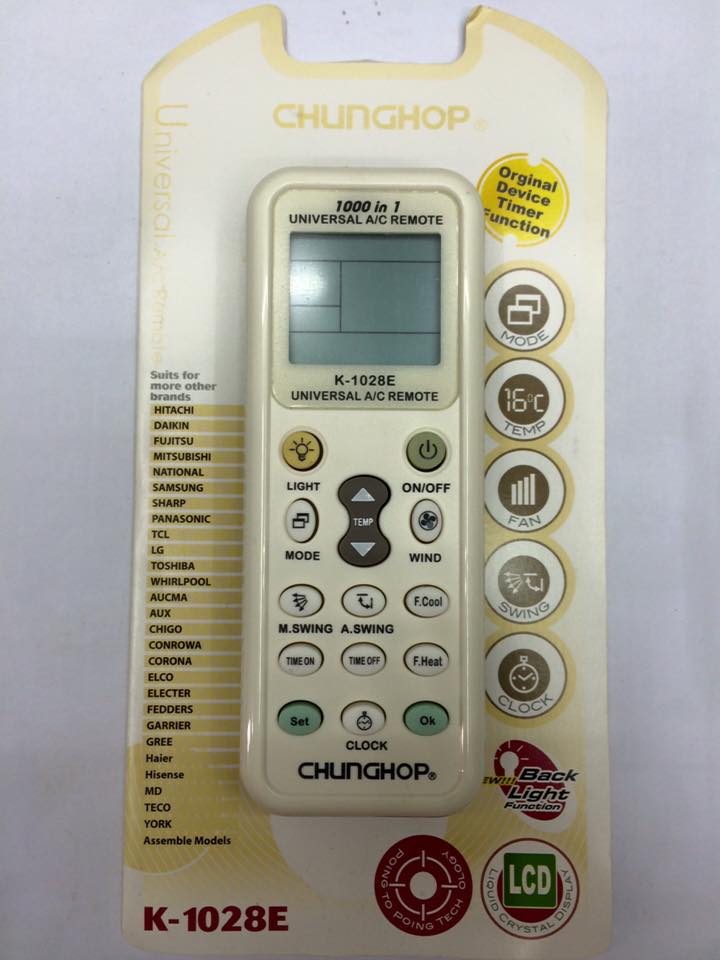 CHUNGHOP®
Universal A/C Remote
Orginal
Device
Timer
Function
1000 in 1
UNIVERSAL A/C REMOTE
K-1028E
UNIVERSAL A/C REMOTE
LIGHT
ON/OFF
TEMP
MODE
WIND
F.Cool
M.SWING
A.SWING
TIME ON
TIME OFF
F.Heat
Set
Ok
CLOCK
CHUNGHOP®
MODE
16°C
TEMP
FAN
SWING
CLOCK
Suits for
more other
brands
HITACHI
DAIKIN
FUJITSU
MITSUBISHI
NATIONAL
SAMSUNG
SHARP
PANASONIC
TCL
LG
TOSHIBA
WHIRLPOOL
AUCMA
AUX
CHIGO
CONROWA
CORONA
ELCO
ELECTER
FEDDERS
GARRIER
GREE
Haier
Hisense
MD
TECO
YORK
Assemble Models
EW!!! Back
Light
Function
POING TO POING TECH OLOGY
LCD
LIQUID CRYSTAL DISPLAY
K-1028E